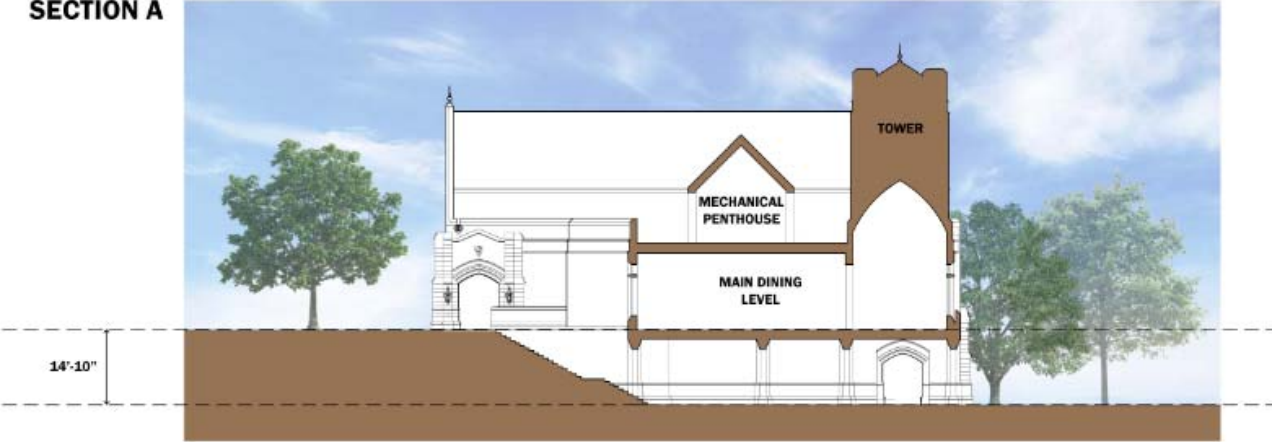 SECTION A
TOWER
MECHANICAL
PENTHOUSE
MAIN DINING
LEVEL
14'-10"